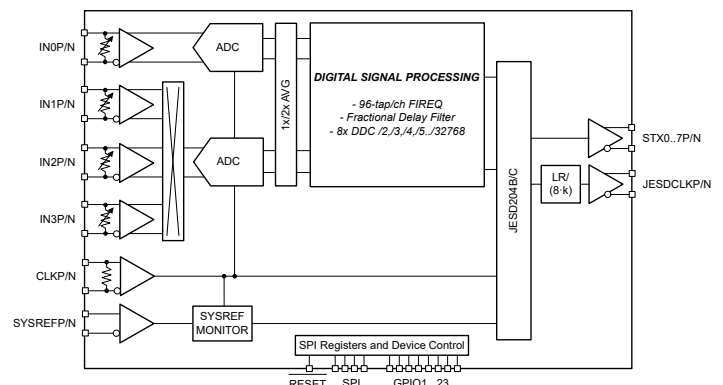 IN0P/N
IN1P/N
IN2P/N
IN3P/N
CLKP/N
SYSREFP/N
ADC
ADC
1x/2x AVG
DIGITAL SIGNAL PROCESSING
- 96-tap/ch FIREQ
- Fractional Delay Filter
- 8x DDC /2,/3,/4,/5../32768
SYSREF
MONITOR
JESD204B/C
LR/
(8·k)
STX0..7P/N
JESDCLKP/N
SPI Registers and Device Control
RESET
SPI
GPIO1..23